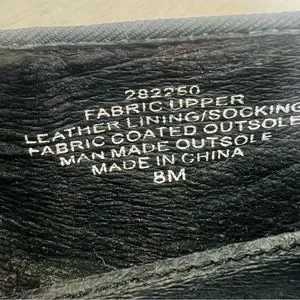 282250
FABRIC UPPER
LEATHER LINING/SOCKING
FABRIC COATED OUTSOLE
MAN MADE OUTSOLE
MADE IN CHINA
8M